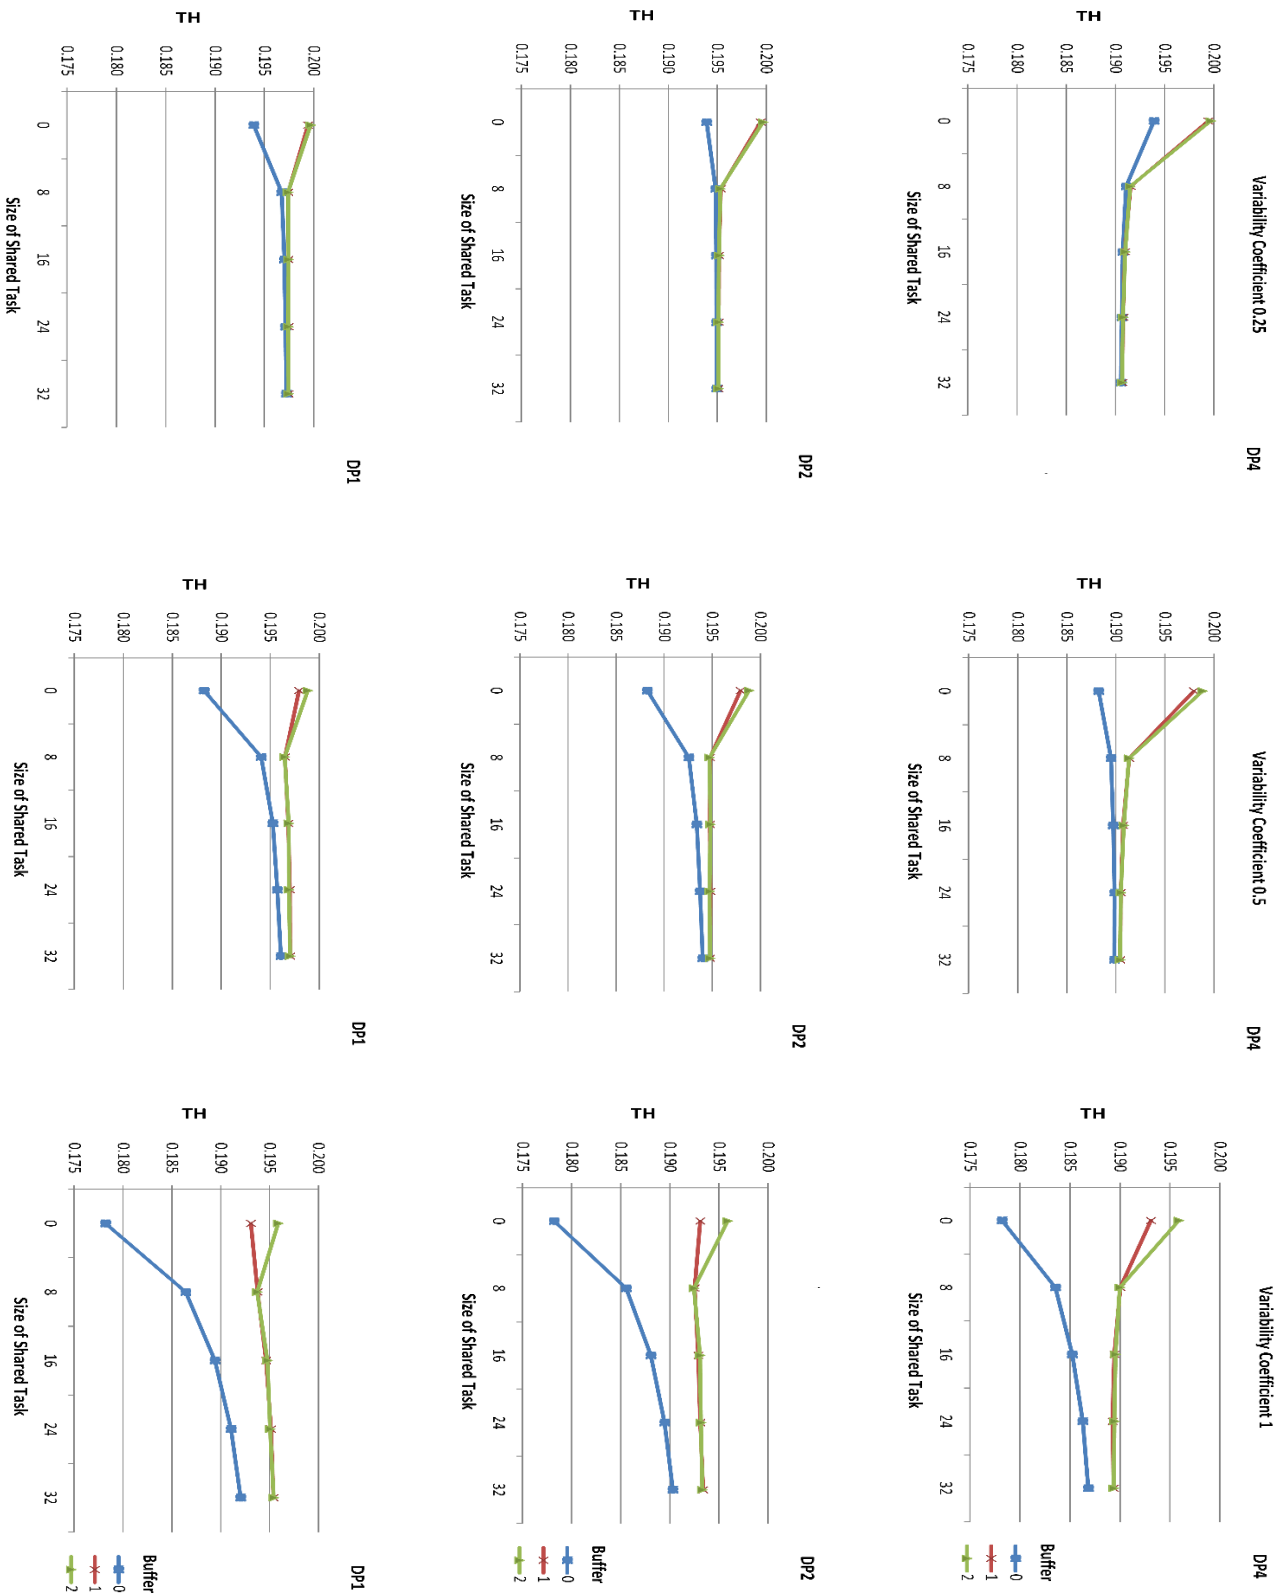 Variability Coefficient 0.25
DP4
0.200
0.195
0.190
0.185
0.180
0.175
TH
0 8 16 24 32
Size of Shared Task
Variability Coefficient 0.5
DP4
0.200
0.195
0.190
0.185
0.180
0.175
TH
0 8 16 24 32
Size of Shared Task
Variability Coefficient 1
DP4
0.200
0.195
0.190
0.185
0.180
0.175
TH
0 8 16 24 32
Size of Shared Task
Buffer
0
1
2
DP2
0.200
0.195
0.190
0.185
0.180
0.175
TH
0 8 16 24 32
Size of Shared Task
DP2
0.200
0.195
0.190
0.185
0.180
0.175
TH
0 8 16 24 32
Size of Shared Task
DP2
0.200
0.195
0.190
0.185
0.180
0.175
TH
0 8 16 24 32
Size of Shared Task
Buffer
0
1
2
DP1
0.200
0.195
0.190
0.185
0.180
0.175
TH
0 8 16 24 32
Size of Shared Task
DP1
0.200
0.195
0.190
0.185
0.180
0.175
TH
0 8 16 24 32
Size of Shared Task
DP1
0.200
0.195
0.190
0.185
0.180
0.175
TH
0 8 16 24 32
Size of Shared Task
Buffer
0
1
2